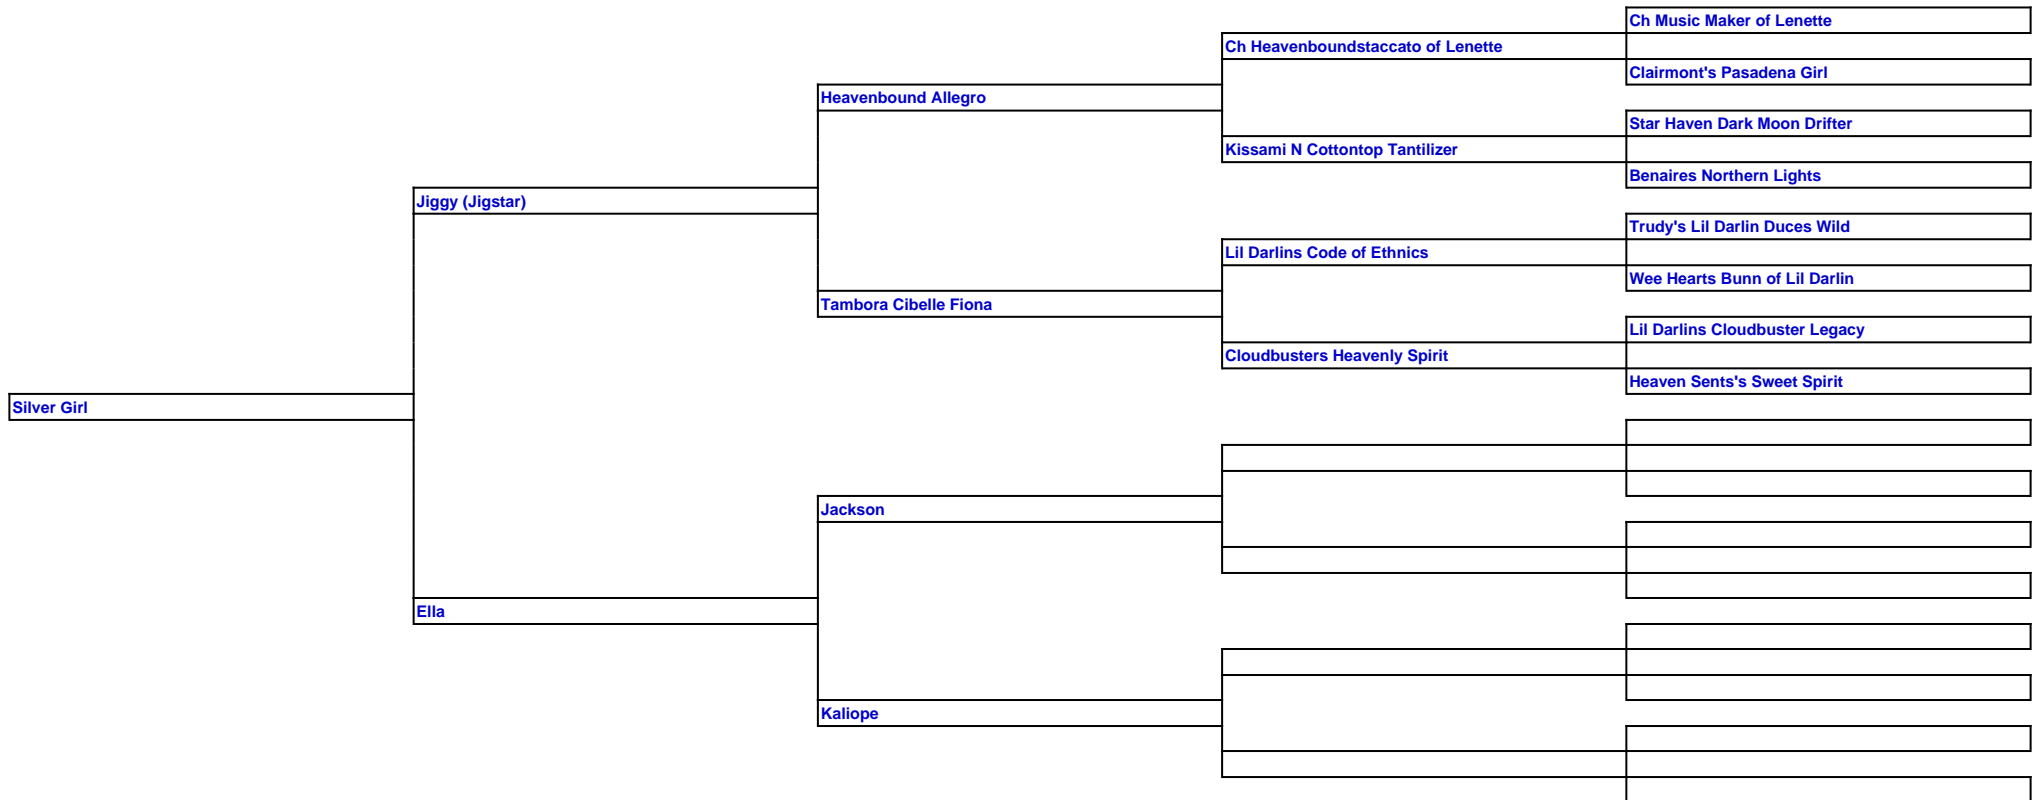 Ch Music Maker of Lenette
Ch Heavenboundstaccato of Lenette
Clairmont's Pasadena Girl
Heavenbound Allegro
Star Haven Dark Moon Drifter
Kissami N Cottontop Tantilizer
Benaires Northern Lights
Jiggy (Jigstar)
Trudy's Lil Darlin Duces Wild
Lil Darlins Code of Ethnics
Wee Hearts Bunn of Lil Darlin
Tambora Cibelle Fiona
Lil Darlins Cloudbuster Legacy
Cloudbusters Heavenly Spirit
Heaven Sents's Sweet Spirit
Silver Girl
Jackson
Ella
Kaliope